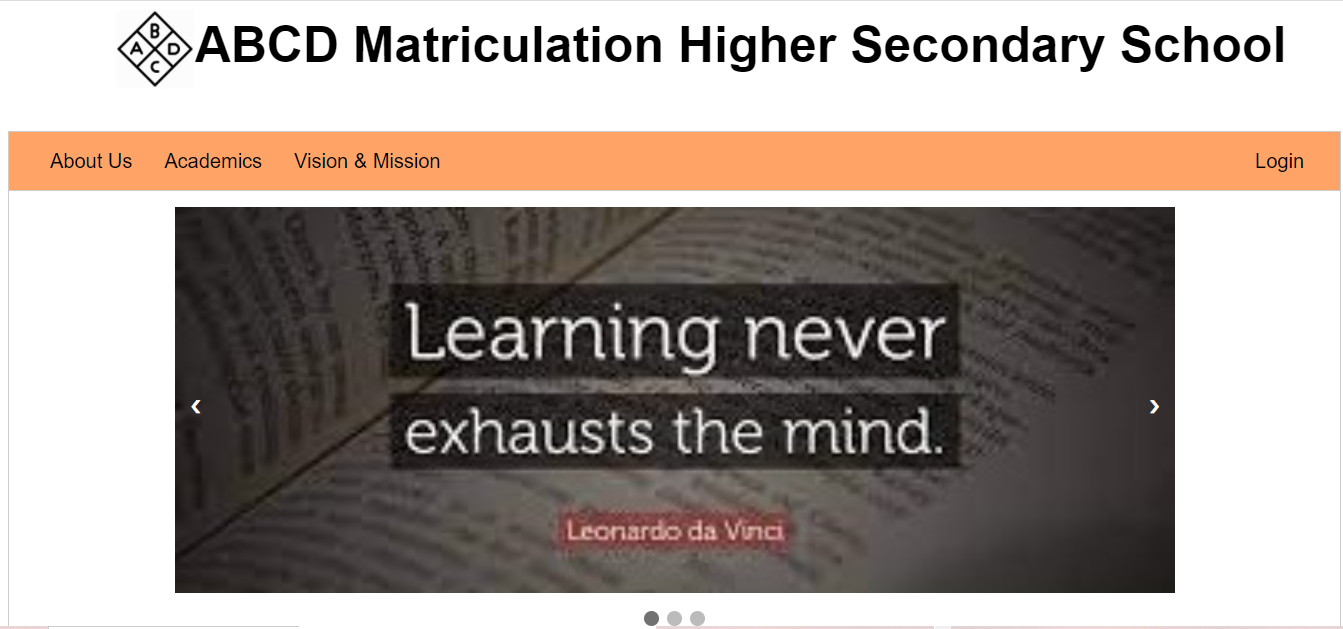 B
A D
C
ABCD Matriculation Higher Secondary School
About Us Academics Vision & Mission Login
Learning never
exhausts the mind.
Leonardo da Vinci